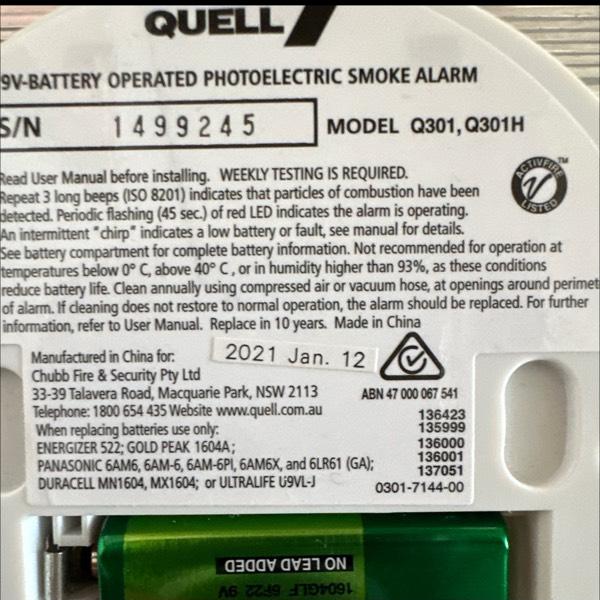 QUELL
9V-BATTERY OPERATED PHOTOELECTRIC SMOKE ALARM
S/N 1499245 MODEL Q301, Q301H
ACTIVFIRE™ LISTED
Read User Manual before installing. WEEKLY TESTING IS REQUIRED.
Repeat 3 long beeps (ISO 8201) indicates that particles of combustion have been
detected. Periodic flashing (45 sec.) of red LED indicates the alarm is operating.
An intermittent "chirp" indicates a low battery or fault, see manual for details.
See battery compartment for complete battery information. Not recommended for operation at
temperatures below 0° C, above 40° C, or in humidity higher than 93%, as these conditions
reduce battery life. Clean annually using compressed air or vacuum hose, at openings around perimet
of alarm. If cleaning does not restore to normal operation, the alarm should be replaced. For further
information, refer to User Manual. Replace in 10 years. Made in China
Manufactured in China for: 2021 Jan. 12
Chubb Fire & Security Pty Ltd
33-39 Talavera Road, Macquarie Park, NSW 2113 ABN 47 000 067 541
Telephone: 1800 654 435 Website www.quell.com.au 136423
When replacing batteries use only: 135999
ENERGIZER 522; GOLD PEAK 1604A; 136000
PANASONIC 6AM6, 6AM-6, 6AM-6PI, 6AM6X, and 6LR61 (GA); 136001
137051
DURACELL MN1604, MX1604; or ULTRALIFE U9VL-J 0301-7144-00
NO LEAD ADDED
1604GLF 6F22 9V